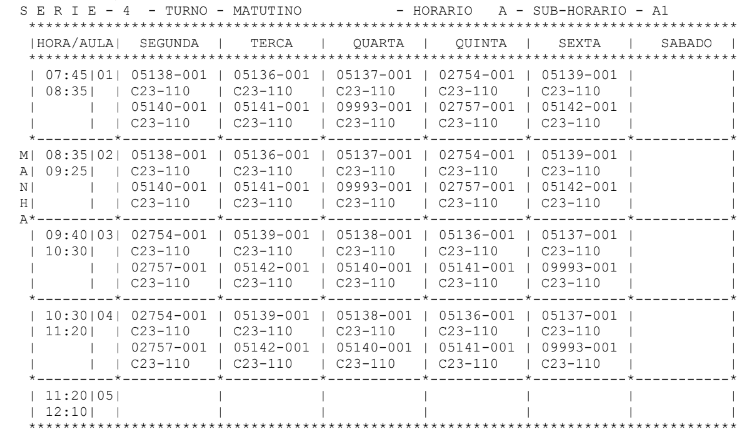 S E R I E - 4 - TURNO - MATUTINO - HORARIO A - SUB-HORARIO - A1
* * * * * * * * * * * * * * * * * * * * * * * * * * * * * * * * * * * * * * * * * * * *
|HORA/AULA| SEGUNDA | TERCA | QUARTA | QUINTA | SEXTA | SABADO |
* * * * * * * * * * * * * * * * * * * * * * * * * * * * * * * * * * * * * * * * * * * *
| 07:45|01| 05138-001 | 05136-001 | 05137-001 | 02754-001 | 05139-001 | |
| 08:35| | C23-110 | C23-110 | C23-110 | C23-110 | C23-110 | |
| | | 05140-001 | 05141-001 | 09993-001 | 02757-001 | 05142-001 | |
| | | C23-110 | C23-110 | C23-110 | C23-110 | C23-110 | |
*---------*-----------*-----------*-----------*-----------*-----------*-----------|
M| 08:35|02| 05138-001 | 05136-001 | 05137-001 | 02754-001 | 05139-001 | |
A| 09:25| | C23-110 | C23-110 | C23-110 | C23-110 | C23-110 | |
N| | | 05140-001 | 05141-001 | 09993-001 | 02757-001 | 05142-001 | |
H| | | C23-110 | C23-110 | C23-110 | C23-110 | C23-110 | |
A*---------*-----------*-----------*-----------*-----------*-----------*-----------|
| 09:40|03| 02754-001 | 05139-001 | 05138-001 | 05136-001 | 05137-001 | |
| 10:30| | C23-110 | C23-110 | C23-110 | C23-110 | C23-110 | |
| | | 02757-001 | 05142-001 | 05140-001 | 05141-001 | 09993-001 | |
| | | C23-110 | C23-110 | C23-110 | C23-110 | C23-110 | |
*---------*-----------*-----------*-----------*-----------*-----------*-----------|
| 10:30|04| 02754-001 | 05139-001 | 05138-001 | 05136-001 | 05137-001 | |
| 11:20| | C23-110 | C23-110 | C23-110 | C23-110 | C23-110 | |
| | | 02757-001 | 05142-001 | 05140-001 | 05141-001 | 09993-001 | |
| | | C23-110 | C23-110 | C23-110 | C23-110 | C23-110 | |
*---------*-----------*-----------*-----------*-----------*-----------*-----------|
| 11:20|05| | | | | | |
| 12:10| | | | | | | |
* * * * * * * * * * * * * * * * * * * * * * * * * * * * * * * * * * * * * * * * * * * *